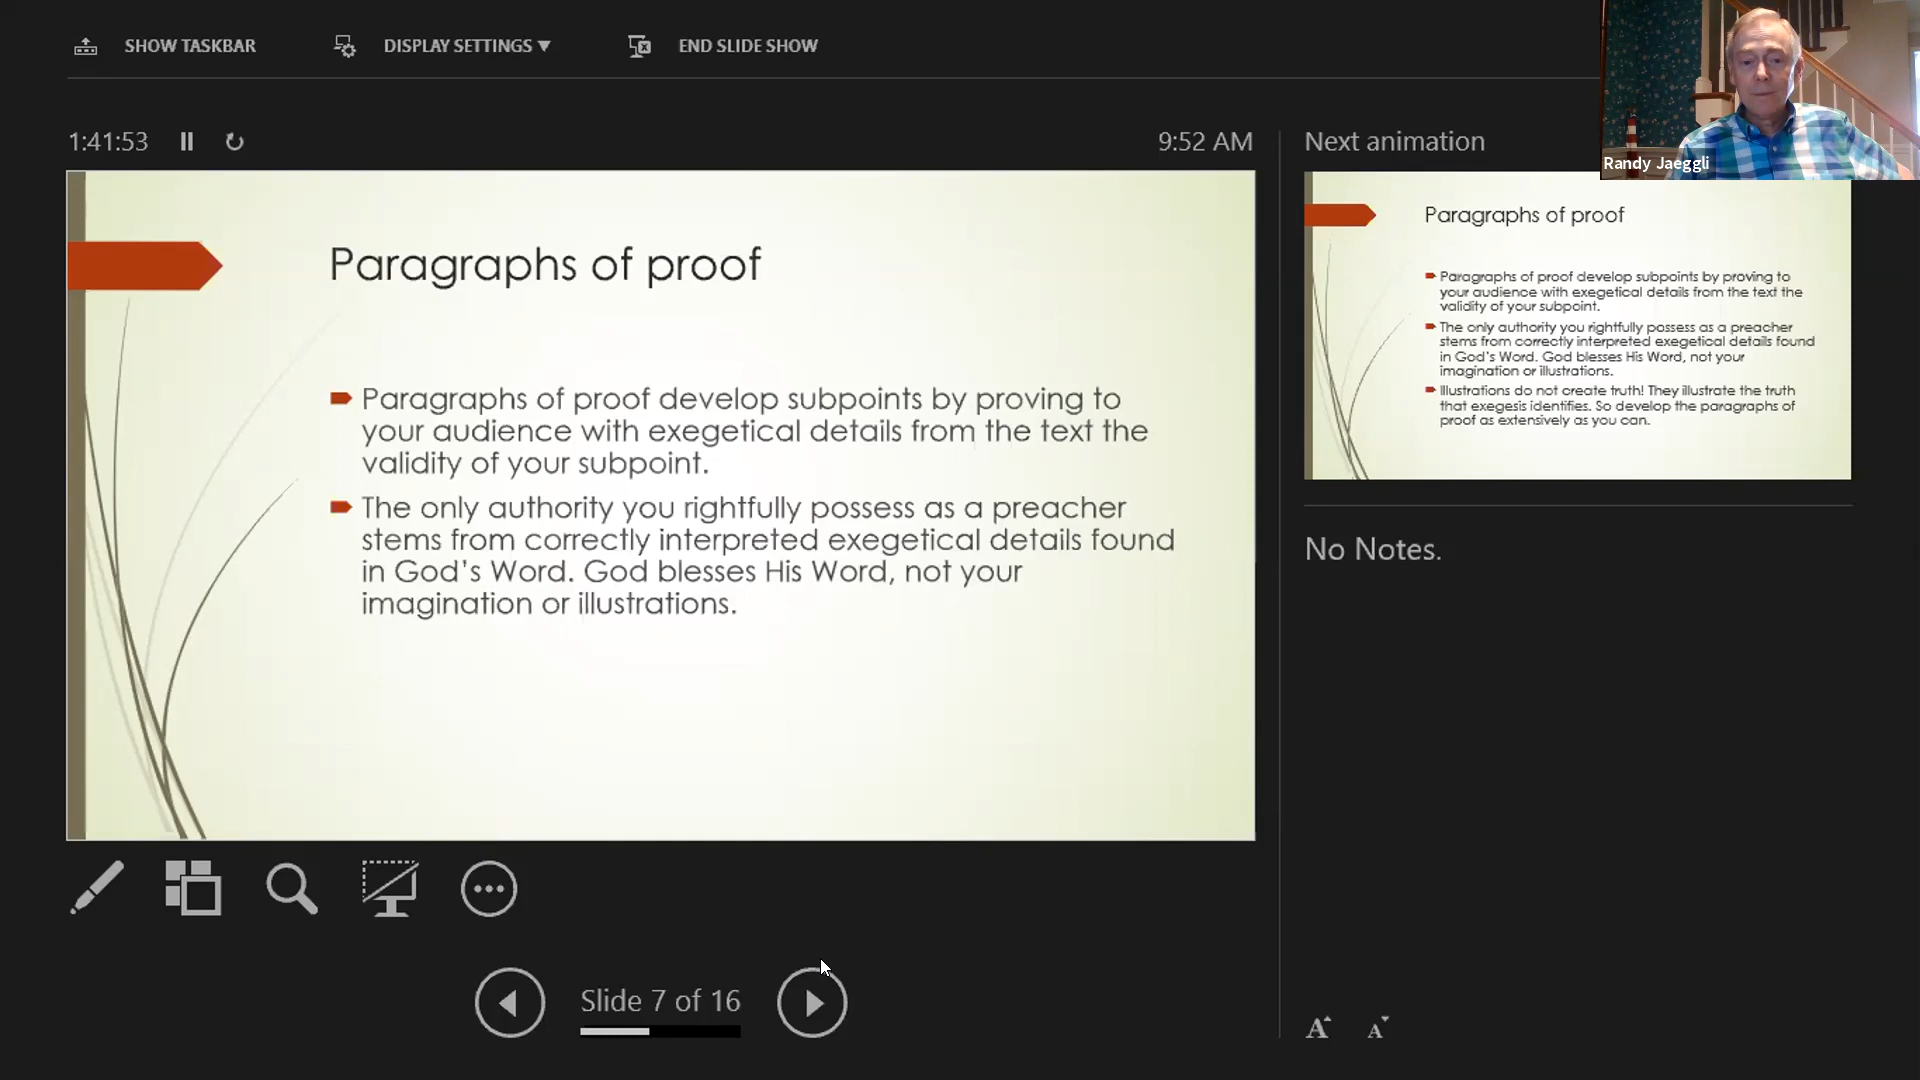 SHOW TASKBAR
DISPLAY SETTINGS ▼
END SLIDE SHOW
Randy Jaeggli
1:41:53
9:52 AM
Next animation
Paragraphs of proof
Paragraphs of proof develop subpoints by proving to
your audience with exegetical details from the text the
validity of your subpoint.
The only authority you rightfully possess as a preacher
stems from correctly interpreted exegetical details found
in God's Word. God blesses His Word, not your
imagination or illustrations.
Paragraphs of proof
Paragraphs of proof develop subpoints by proving to
your audience with exegetical details from the text the
validity of your subpoint.
The only authority you rightfully possess as a preacher
stems from correctly interpreted exegetical details found
in God's Word. God blesses His Word, not your
imagination or illustrations.
Illustrations do not create truth! They illustrate the truth
that exegesis identifies. So develop the paragraphs of
proof as extensively as you can.
No Notes.
Slide 7 of 16
A A